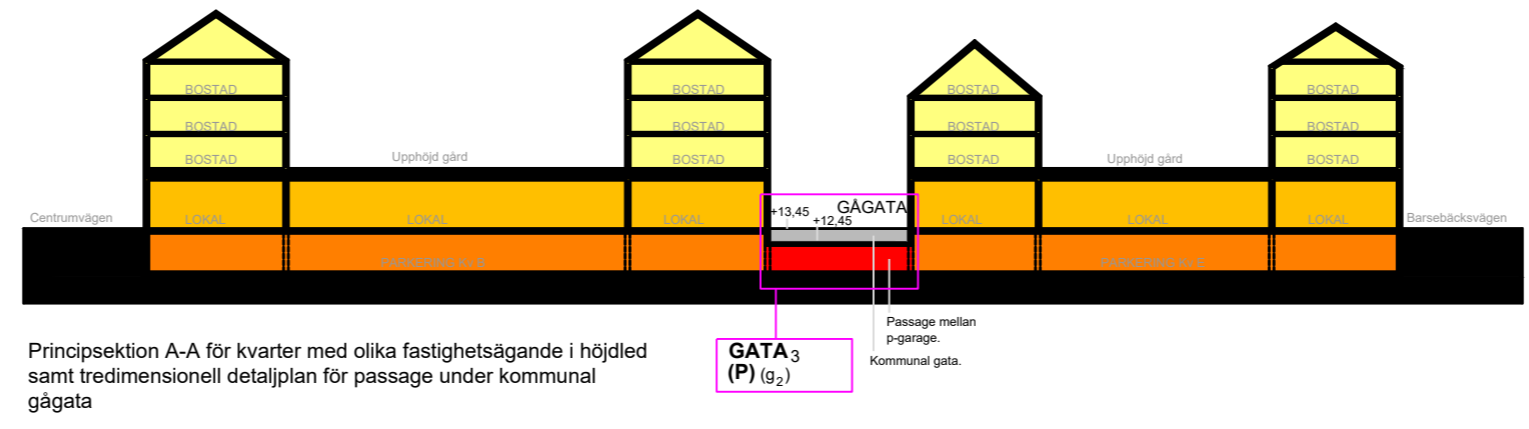 BOSTAD
BOSTAD
BOSTAD
BOSTAD
BOSTAD
BOSTAD
BOSTAD
BOSTAD
BOSTAD
BOSTAD
BOSTAD
BOSTAD
Upphöjd gård
Upphöjd gård
Centrumvägen
LOKAL
LOKAL
LOKAL
+13,45
GÅGATA
+12,45
LOKAL
LOKAL
LOKAL
Barsebäcksvägen
PARKERING Kv E
PARKERING Kv E
Passage mellan
p-garage.
Kommunal gata.
GATA3
(P) (g2)
Principsektion A-A för kvarter med olika fastighetsägande i höjdled
samt tredimensionell detaljplan för passage under kommunal
gågata